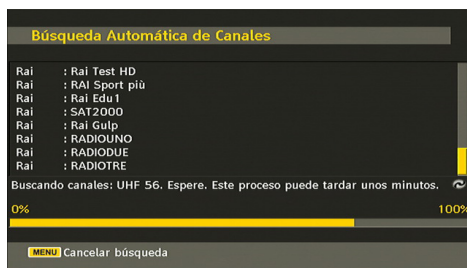 Búsqueda Automática de Canales
Rai : Rai Test HD
Rai : RAI Sport più
Rai : Rai Edu1
Rai : SAT2000
Rai : Rai Gulp
Rai : RADIOUNO
Rai : RADIODUE
Rai : RADIOTRE
Buscando canales: UHF 56. Espere. Este proceso puede tardar unos minutos.
0% 100%
MENU Cancelar búsqueda